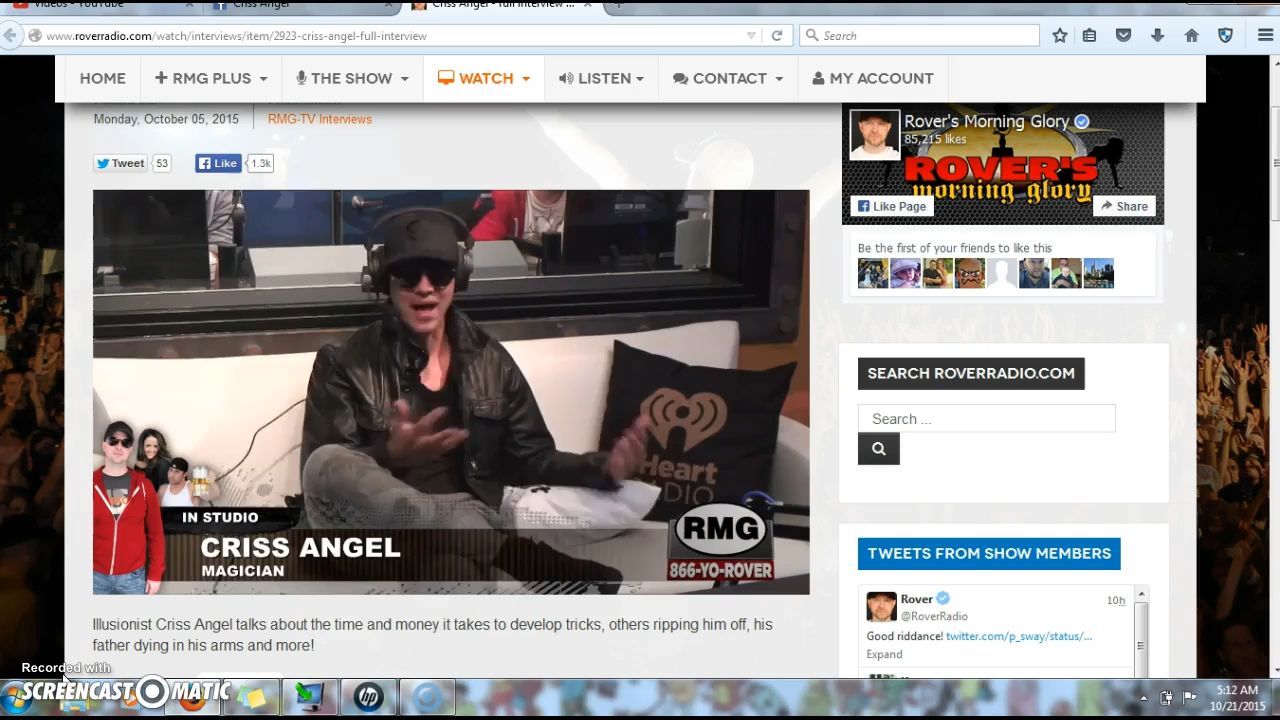 Videos - YouTube
Criss Angel
Criss Angel - full interview ...
www.roverradio.com/watch/interviews/item/2923-criss-angel-full-interview
Search
HOME
RMG PLUS
THE SHOW
WATCH
LISTEN
CONTACT
MY ACCOUNT
Monday, October 05, 2015
RMG-TV Interviews
Tweet
53
Like
1.3k
IN STUDIO
CRISS ANGEL
MAGICIAN
Heart
RADIO
RMG
866-YO-ROVER
Illusionist Criss Angel talks about the time and money it takes to develop tricks, others ripping him off, his
father dying in his arms and more!
Rover's Morning Glory
85,215 likes
ROVER'S
morning glory
Like Page
Share
Be the first of your friends to like this
SEARCH ROVERRADIO.COM
Search ...
TWEETS FROM SHOW MEMBERS
Rover
10h
@RoverRadio
Good riddance! twitter.com/p_sway/status/...
Expand
Recorded with
SCREENCAST MATIC
hp
5:12 AM
10/21/2015